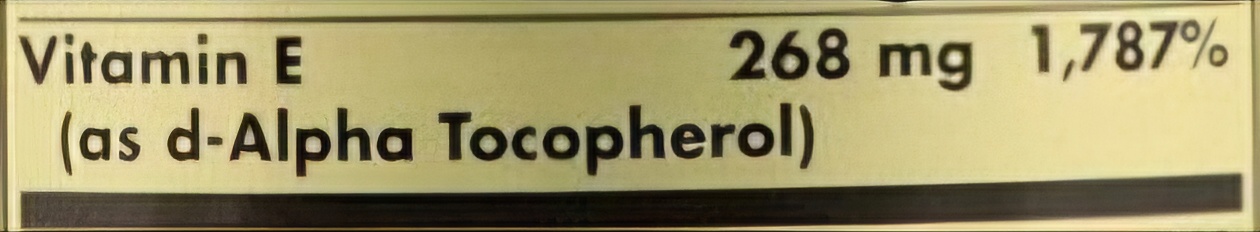 Vitamin E 268 mg 1,787%
(as d-Alpha Tocopherol)